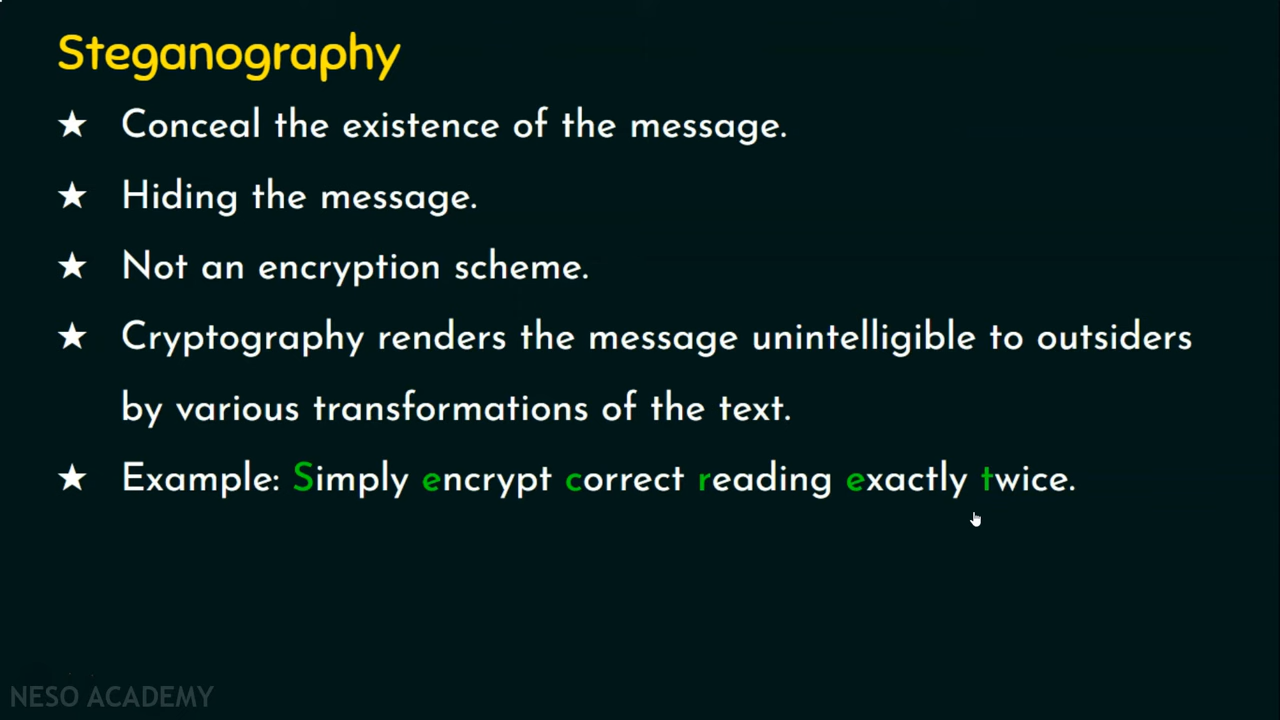 Steganography
★ Conceal the existence of the message.
★ Hiding the message.
★ Not an encryption scheme.
★ Cryptography renders the message unintelligible to outsiders
by various transformations of the text.
★ Example: Simply encrypt correct reading exactly twice.
NESO ACADEMY